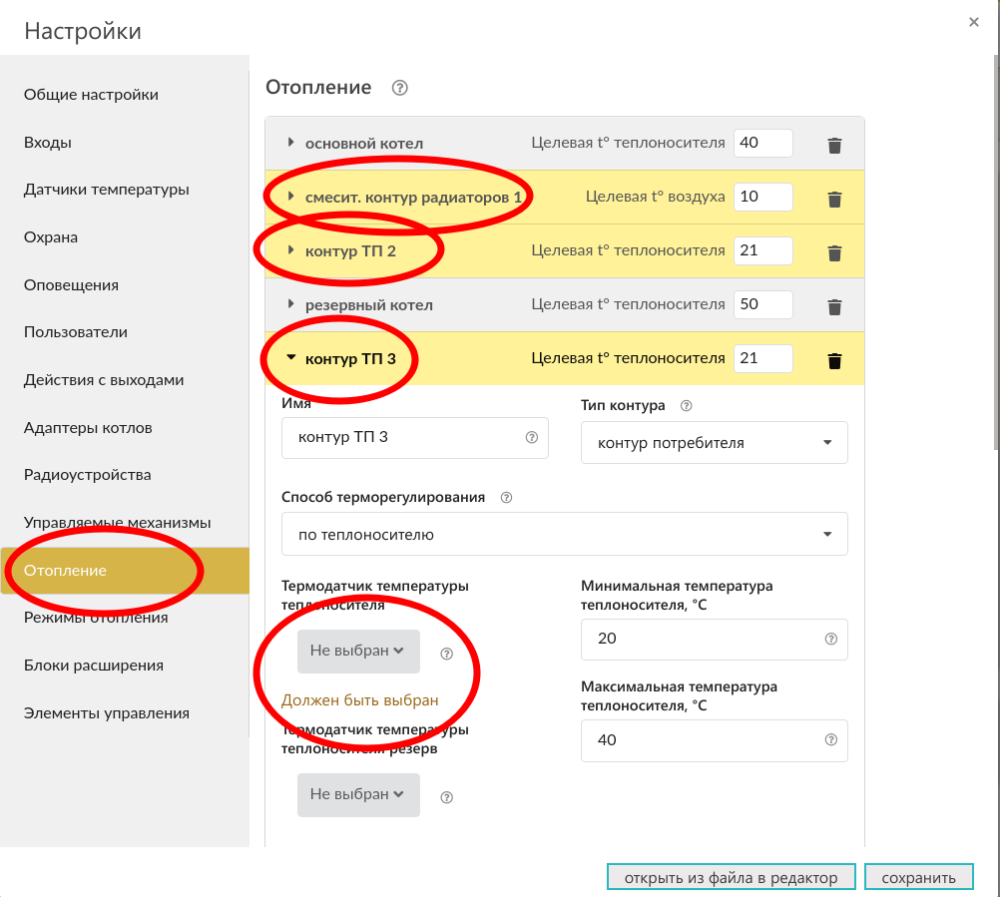 Настройки
×
Общие настройки
Входы
Датчики температуры
Охрана
Оповещения
Пользователи
Действия с выходами
Адаптеры котлов
Радиоустройства
Управляемые механизмы
Отопление
Режимы отопления
Блоки расширения
Элементы управления
Отопление ?
основной котел Целевая t° теплоносителя 40
смесит. контур радиаторов 1 Целевая t° воздуха 10
контур ТП 2 Целевая t° теплоносителя 21
резервный котел Целевая t° теплоносителя 50
контур ТП 3 Целевая t° теплоносителя 21
Имя
контур ТП 3 ?
Тип контура ?
контур потребителя
Способ терморегулирования ?
по теплоносителю
Термодатчик температуры
теплоносителя
Не выбран ?
Должен быть выбран
Термодатчик температуры
теплоносителя резерв
Не выбран ?
Минимальная температура
теплоносителя, °C
20 ?
Максимальная температура
теплоносителя, °C
40 ?
открыть из файла в редактор
сохранить